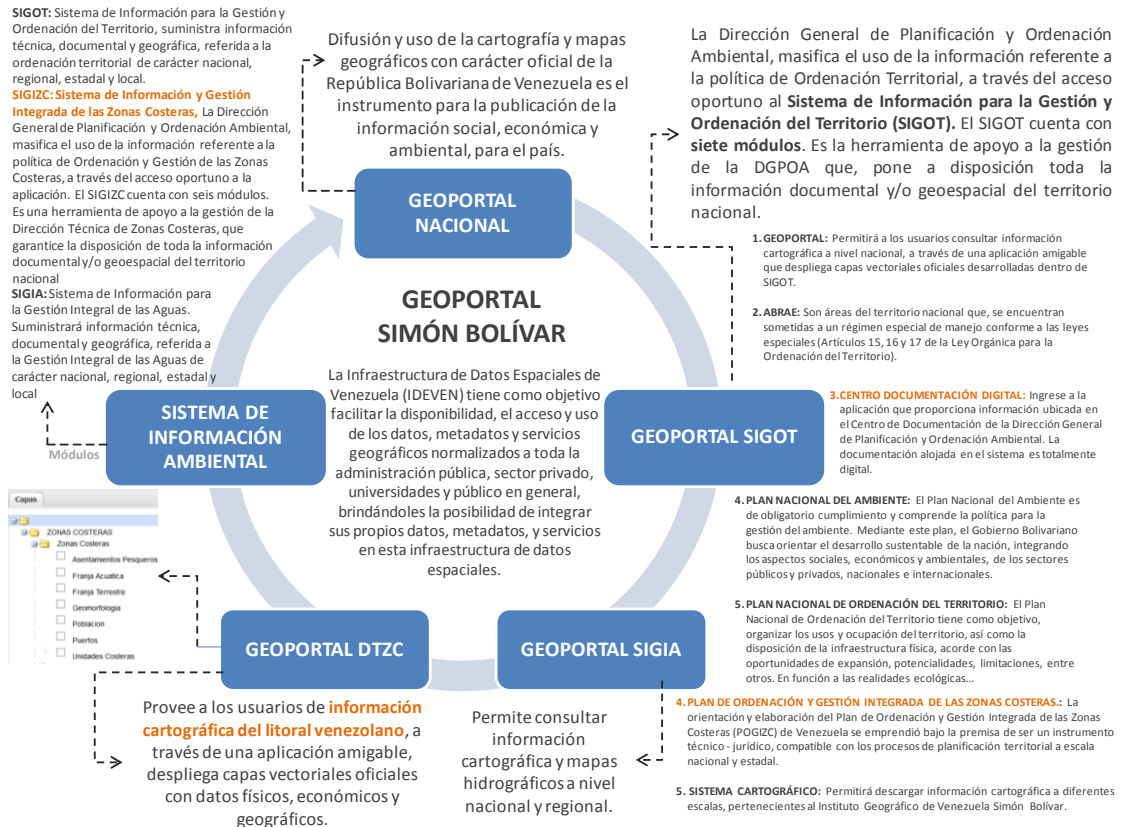 SIGOT: Sistema de Información para la Gestión y
Ordenación del Territorio, suministra información
técnica, documental y geográfica, referida a la
ordenación territorial de carácter nacional,
regional, estadal y local.
SIGIZC: Sistema de Información y Gestión
Integrada de las Zonas Costeras, La Dirección
General de Planificación y Ordenación Ambiental,
masifica el uso de la información referente a la
política de Ordenación y Gestión de las Zonas
Costeras, a través del acceso oportuno a la
aplicación. El SIGIZC cuenta con seis módulos.
Es una herramienta de apoyo a la gestión de la
Dirección Técnica de Zonas Costeras, que
garantice la disposición de toda la información
documental y/o geoespacial del territorio
nacional
SIGIA: Sistema de Información para
la Gestión Integral de las Aguas.
Suministrará información técnica,
documental y geográfica, referida a
la Gestión Integral de las Aguas de
carácter nacional, regional, estadal y
local
Difusión y uso de la cartografía y mapas
geográficos con carácter oficial de la
República Bolivariana de Venezuela es el
instrumento para la publicación de la
información social, económica y
ambiental, para el país.
La Dirección General de Planificación y Ordenación
Ambiental, masifica el uso de la información referente a
la política de Ordenación Territorial, a través del acceso
oportuno al Sistema de Información para la Gestión y
Ordenación del Territorio (SIGOT). El SIGOT cuenta con
siete módulos. Es la herramienta de apoyo a la gestión
de la DGPOA que, pone a disposición toda la
información documental y/o geoespacial del territorio
nacional.
GEOPORTAL
NACIONAL
GEOPORTAL
SIMÓN BOLÍVAR
La Infraestructura de Datos Espaciales de
Venezuela (IDEVEN) tiene como objetivo
facilitar la disponibilidad, el acceso y uso
de los datos, metadatos y servicios
geográficos normalizados a toda la
administración pública, sector privado,
universidades y público en general,
brindándoles la posibilidad de integrar
sus propios datos, metadatos, y servicios
en esta infraestructura de datos
espaciales.
SISTEMA DE
INFORMACIÓN
AMBIENTAL
Módulos
GEOPORTAL SIGOT
1. GEOPORTAL: Permitirá a los usuarios consultar información
cartográfica a nivel nacional, a través de una aplicación amigable
que despliega capas vectoriales oficiales desarrolladas dentro de
SIGOT.
2. ABRAE: Son áreas del territorio nacional que, se encuentran
sometidas a un régimen especial de manejo conforme a las leyes
especiales (Artículos 15, 16 y 17 de la Ley Orgánica para la
Ordenación del Territorio).
3.CENTRO DOCUMENTACIÓN DIGITAL: Ingrese a la
aplicación que proporciona información ubicada en
el Centro de Documentación de la Dirección General
de Planificación y Ordenación Ambiental. La
documentación alojada en el sistema es totalmente
digital.
4. PLAN NACIONAL DEL AMBIENTE: El Plan Nacional del Ambiente es
de obligatorio cumplimiento y comprende la política para la
gestión del ambiente. Mediante este plan, el Gobierno Bolivariano
busca orientar el desarrollo sustentable de la nación, integrando
los aspectos sociales, económicos y ambientales, de los sectores
públicos y privados, nacionales e internacionales.
5. PLAN NACIONAL DE ORDENACIÓN DEL TERRITORIO: El Plan
Nacional de Ordenación del Territorio tiene como objetivo,
organizar los usos y ocupación del territorio, así como la
disposición de la infraestructura física, acorde con las
oportunidades de expansión, potencialidades, limitaciones, entre
otros. En función a las realidades ecológicas...
4. PLAN DE ORDENACIÓN Y GESTIÓN INTEGRADA DE LAS ZONAS COSTERAS.: La
orientación y elaboración del Plan de Ordenación y Gestión Integrada de las Zonas
Costeras (POGIZC) de Venezuela se emprendió bajo la premisa de ser un instrumento
técnico - jurídico, compatible con los procesos de planificación territorial a escala
nacional y estadal.
5. SISTEMA CARTOGRÁFICO: Permitirá descargar información cartográfica a diferentes
escalas, pertenecientes al Instituto Geográfico de Venezuela Simón Bolívar.
Capas
ZONAS COSTERAS
Zonas Costeras
Asentamientos Pesqueros
Franja Acuatica
Franja Terrestre
Geomorfologia
Poblacion
Puertos
Unidades Costeras
GEOPORTAL DTZC
GEOPORTAL SIGIA
Provee a los usuarios de información
cartográfica del litoral venezolano, a
través de una aplicación amigable,
despliega capas vectoriales oficiales
con datos físicos, económicos y
geográficos.
Permite consultar
información
cartográfica y mapas
hidrográficos a nivel
nacional y regional.